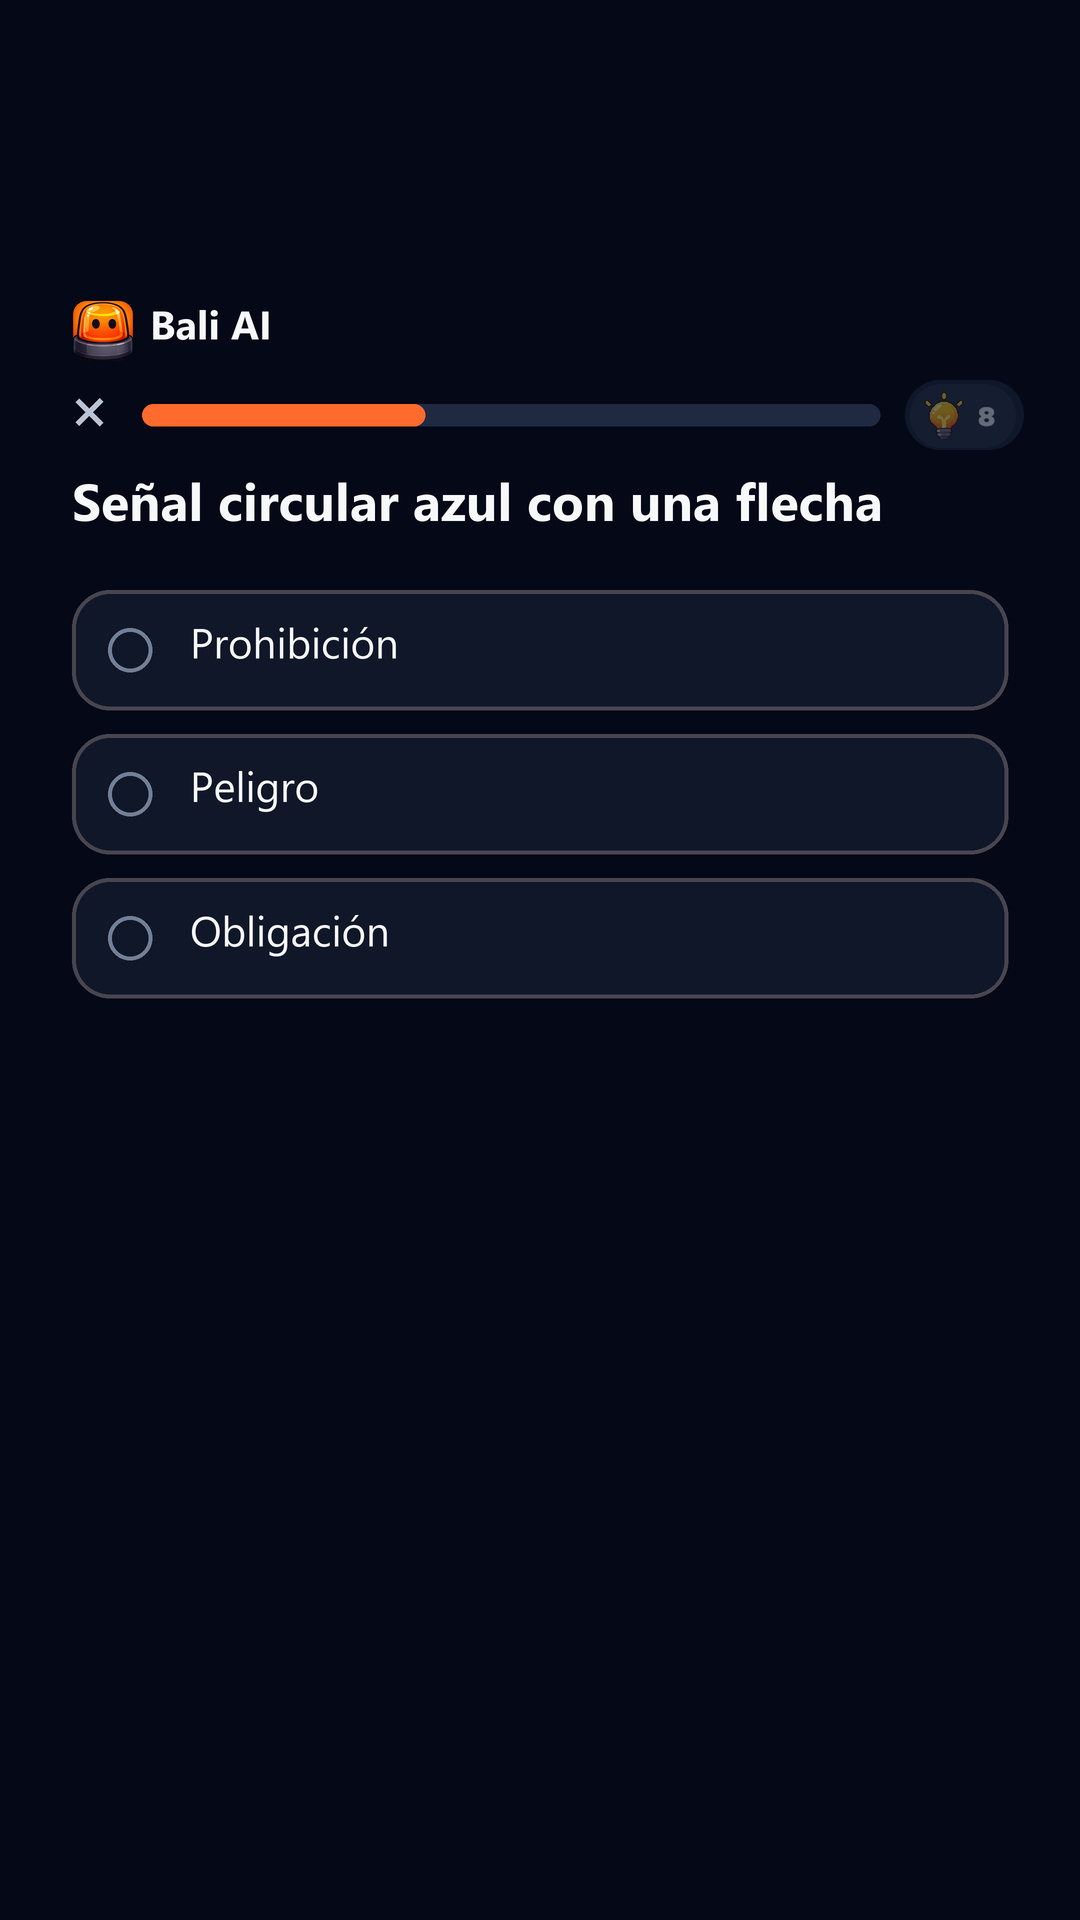 Bali AI
8
Señal circular azul con una flecha
Prohibición
Peligro
Obligación